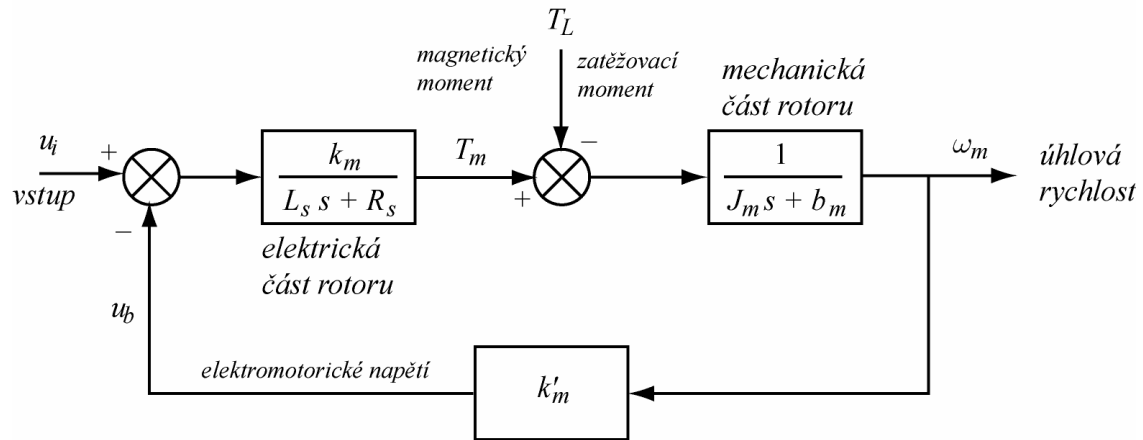 T_L
magnetický
moment
zatěžovací
moment
mechanická
část rotoru
u_i
vstup
+
−
k_m
L_s s + R_s
T_m
+
−
1
J_m s + b_m
ω_m
úhlová
rychlost
elektrická
část rotoru
u_b
elektromotorické napětí
k'_m